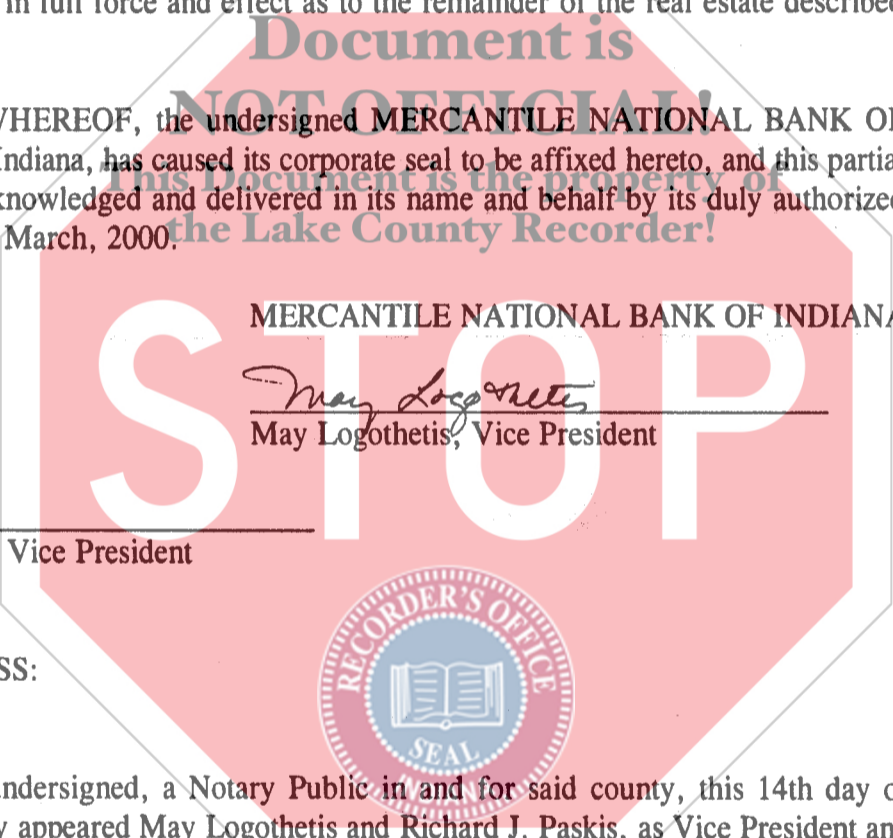 in full force and effect as to the remainder of the real estate described
Document is
NOT OFFICIAL!
WHEREOF, the undersigned MERCANTILE NATIONAL BANK OF
Indiana, has caused its corporate seal to be affixed hereto, and this partia
This Document is the property of
knowledged and delivered in its name and behalf by its duly authorized
the Lake County Recorder!
March, 2000.
MERCANTILE NATIONAL BANK OF INDIANA
STOP
May Logothetis
May Logothetis, Vice President
Vice President
RECORDER'S OFFICE
SS:
SEAL
INDIANA
ndersigned, a Notary Public in and for said county, this 14th day o
y appeared May Logothetis and Richard J. Paskis, as Vice President an